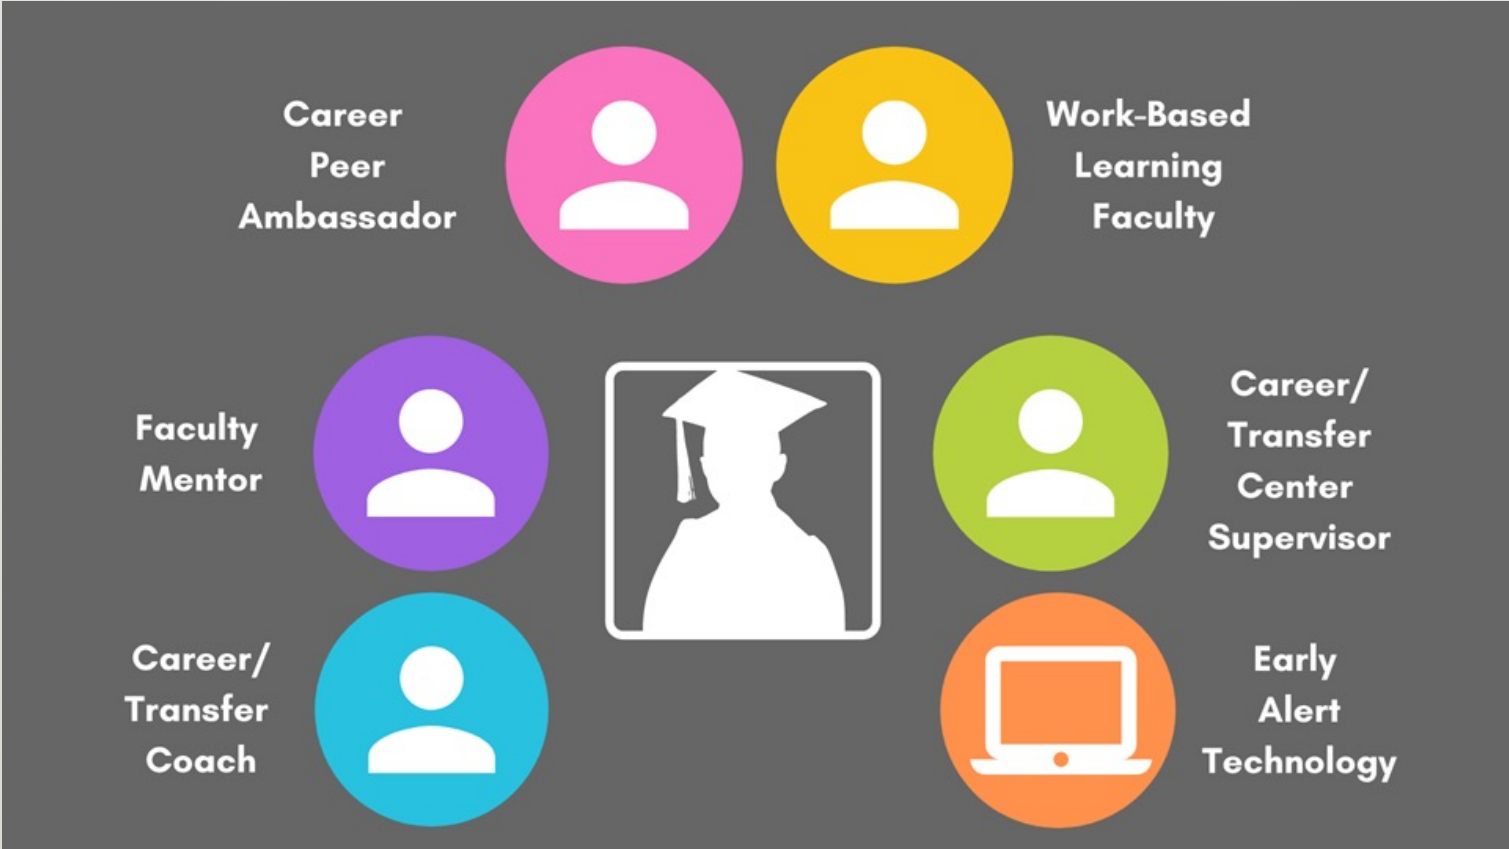 Career
Peer
Ambassador
Work-Based
Learning
Faculty
Faculty
Mentor
Career/
Transfer
Center
Supervisor
Career/
Transfer
Coach
Early
Alert
Technology